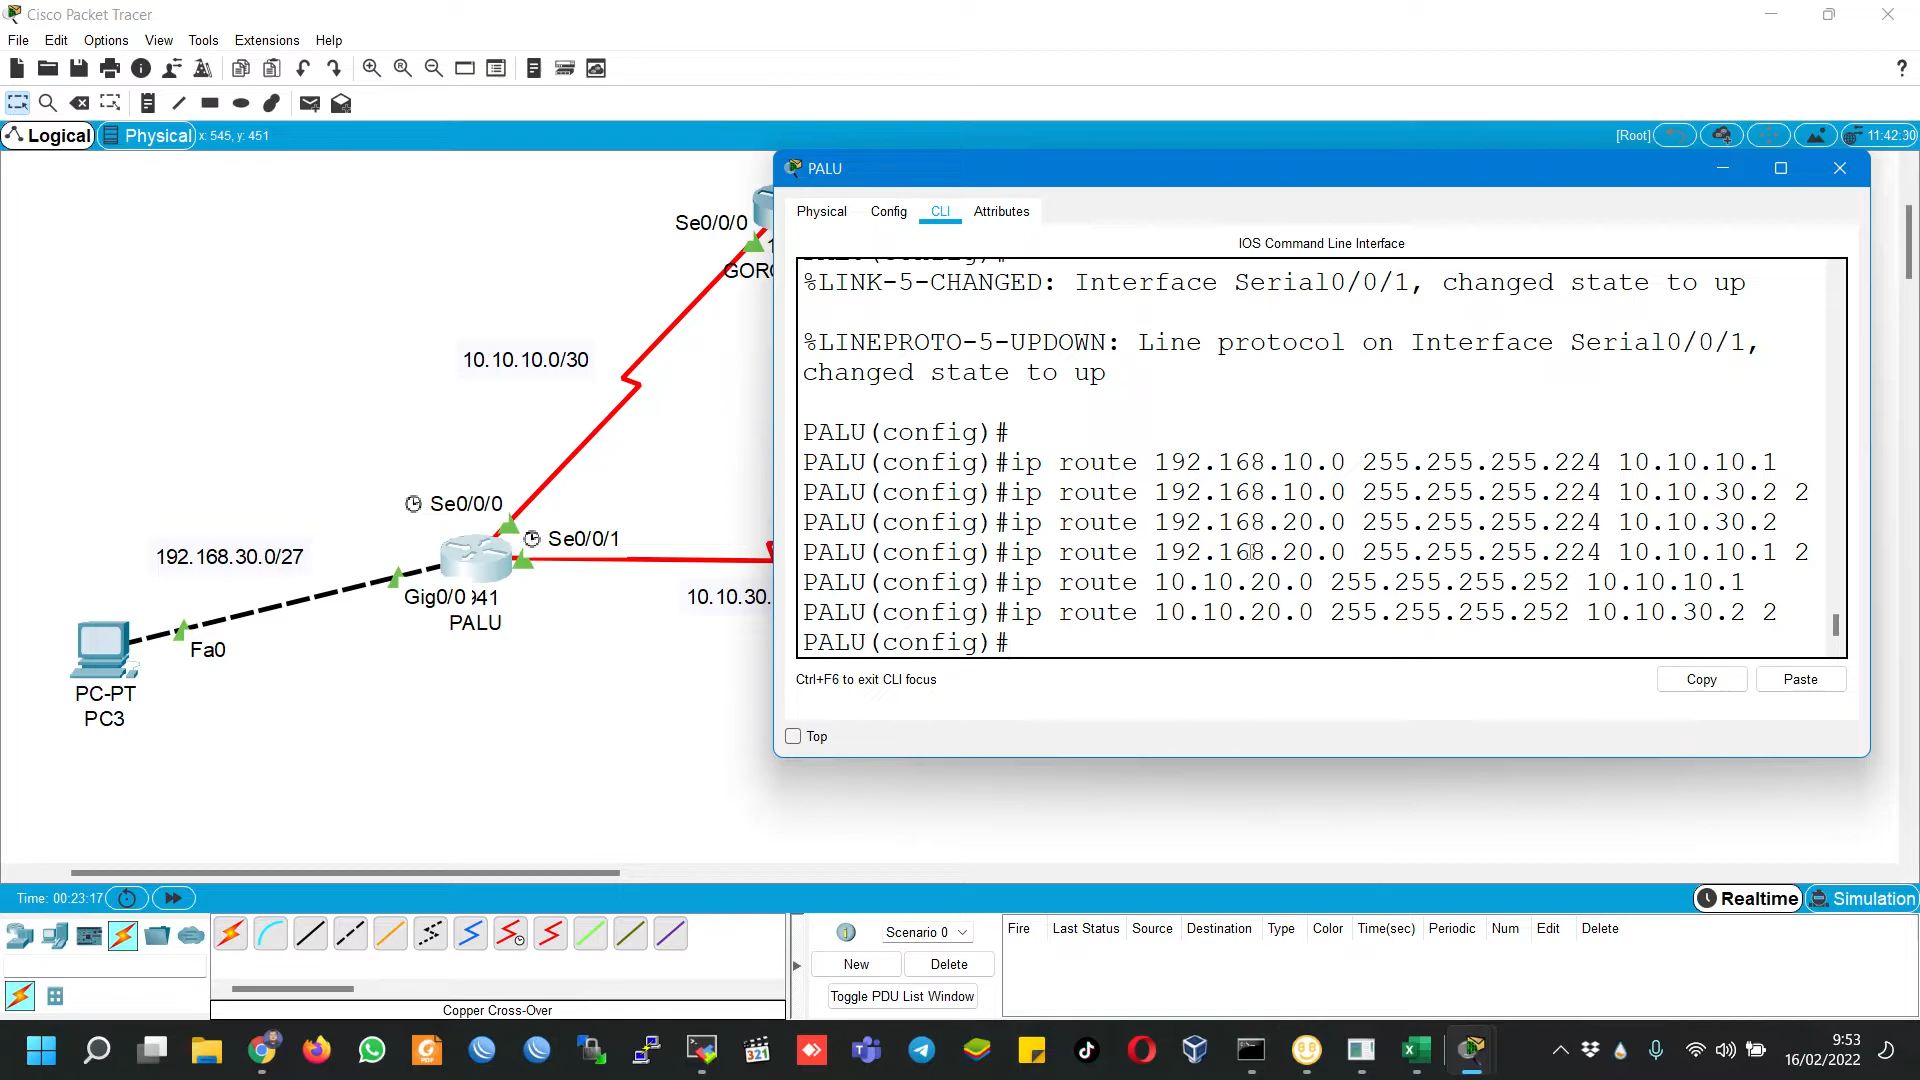 Cisco Packet Tracer
File Edit Options View Tools Extensions Help
Logical Physical x: 545, y: 451 [Root] 11:42:30
Se0/0/0
10.10.10.0/30
Se0/0/0
Se0/0/1
192.168.30.0/27
Gig0/0 941
PALU
10.10.30.
Fa0
PC-PT
PC3
PALU
Physical Config CLI Attributes
IOS Command Line Interface
%LINK-5-CHANGED: Interface Serial0/0/1, changed state to up
%LINEPROTO-5-UPDOWN: Line protocol on Interface Serial0/0/1,
changed state to up
PALU(config)#
PALU(config)#ip route 192.168.10.0 255.255.255.224 10.10.10.1
PALU(config)#ip route 192.168.10.0 255.255.255.224 10.10.30.2 2
PALU(config)#ip route 192.168.20.0 255.255.255.224 10.10.30.2
PALU(config)#ip route 192.168.20.0 255.255.255.224 10.10.10.1 2
PALU(config)#ip route 10.10.20.0 255.255.255.252 10.10.10.1
PALU(config)#ip route 10.10.20.0 255.255.255.252 10.10.30.2 2
PALU(config)#
Ctrl+F6 to exit CLI focus
Copy Paste
Top
Time: 00:23:17
Realtime Simulation
Scenario 0
New Delete
Toggle PDU List Window
Fire Last Status Source Destination Type Color Time(sec) Periodic Num Edit Delete
Copper Cross-Over
321
9:53
16/02/2022